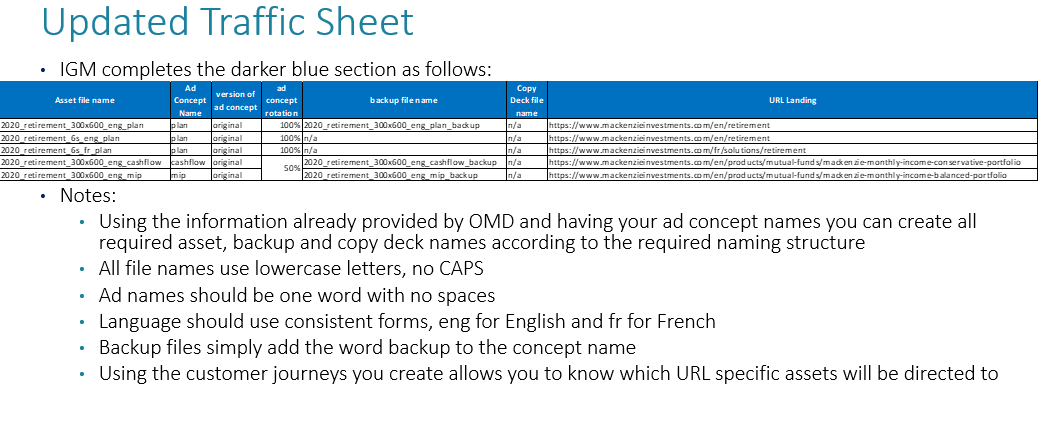 Updated Traffic Sheet
• IGM completes the darker blue section as follows:
Asset file name | Ad Concept Name | version of ad concept | ad concept rotation | backup file name | Copy Deck file name | URL Landing
2020_retirement_300x600_eng_plan | plan | original | 100% | 2020_retirement_300x600_eng_plan_backup | n/a | https://www.mackenzieinvestments.com/en/retirement
2020_retirement_6s_eng_plan | plan | original | 100% | n/a | n/a | https://www.mackenzieinvestments.com/en/retirement
2020_retirement_6s_fr_plan | plan | original | 100% | n/a | n/a | https://www.mackenzieinvestments.com/fr/solutions/retirement
2020_retirement_300x600_eng_cashflow | cashflow | original | 50% | 2020_retirement_300x600_eng_cashflow_backup | n/a | https://www.mackenzieinvestments.com/en/products/mutual-funds/mackenzie-monthly-income-conservative-portfolio
2020_retirement_300x600_eng_mip | mip | original | 2020_retirement_300x600_eng_mip_backup | n/a | https://www.mackenzieinvestments.com/en/products/mutual-funds/mackenzie-monthly-income-balanced-portfolio
• Notes:
• Using the information already provided by OMD and having your ad concept names you can create all
required asset, backup and copy deck names according to the required naming structure
• All file names use lowercase letters, no CAPS
• Ad names should be one word with no spaces
• Language should use consistent forms, eng for English and fr for French
• Backup files simply add the word backup to the concept name
• Using the customer journeys you create allows you to know which URL specific assets will be directed to